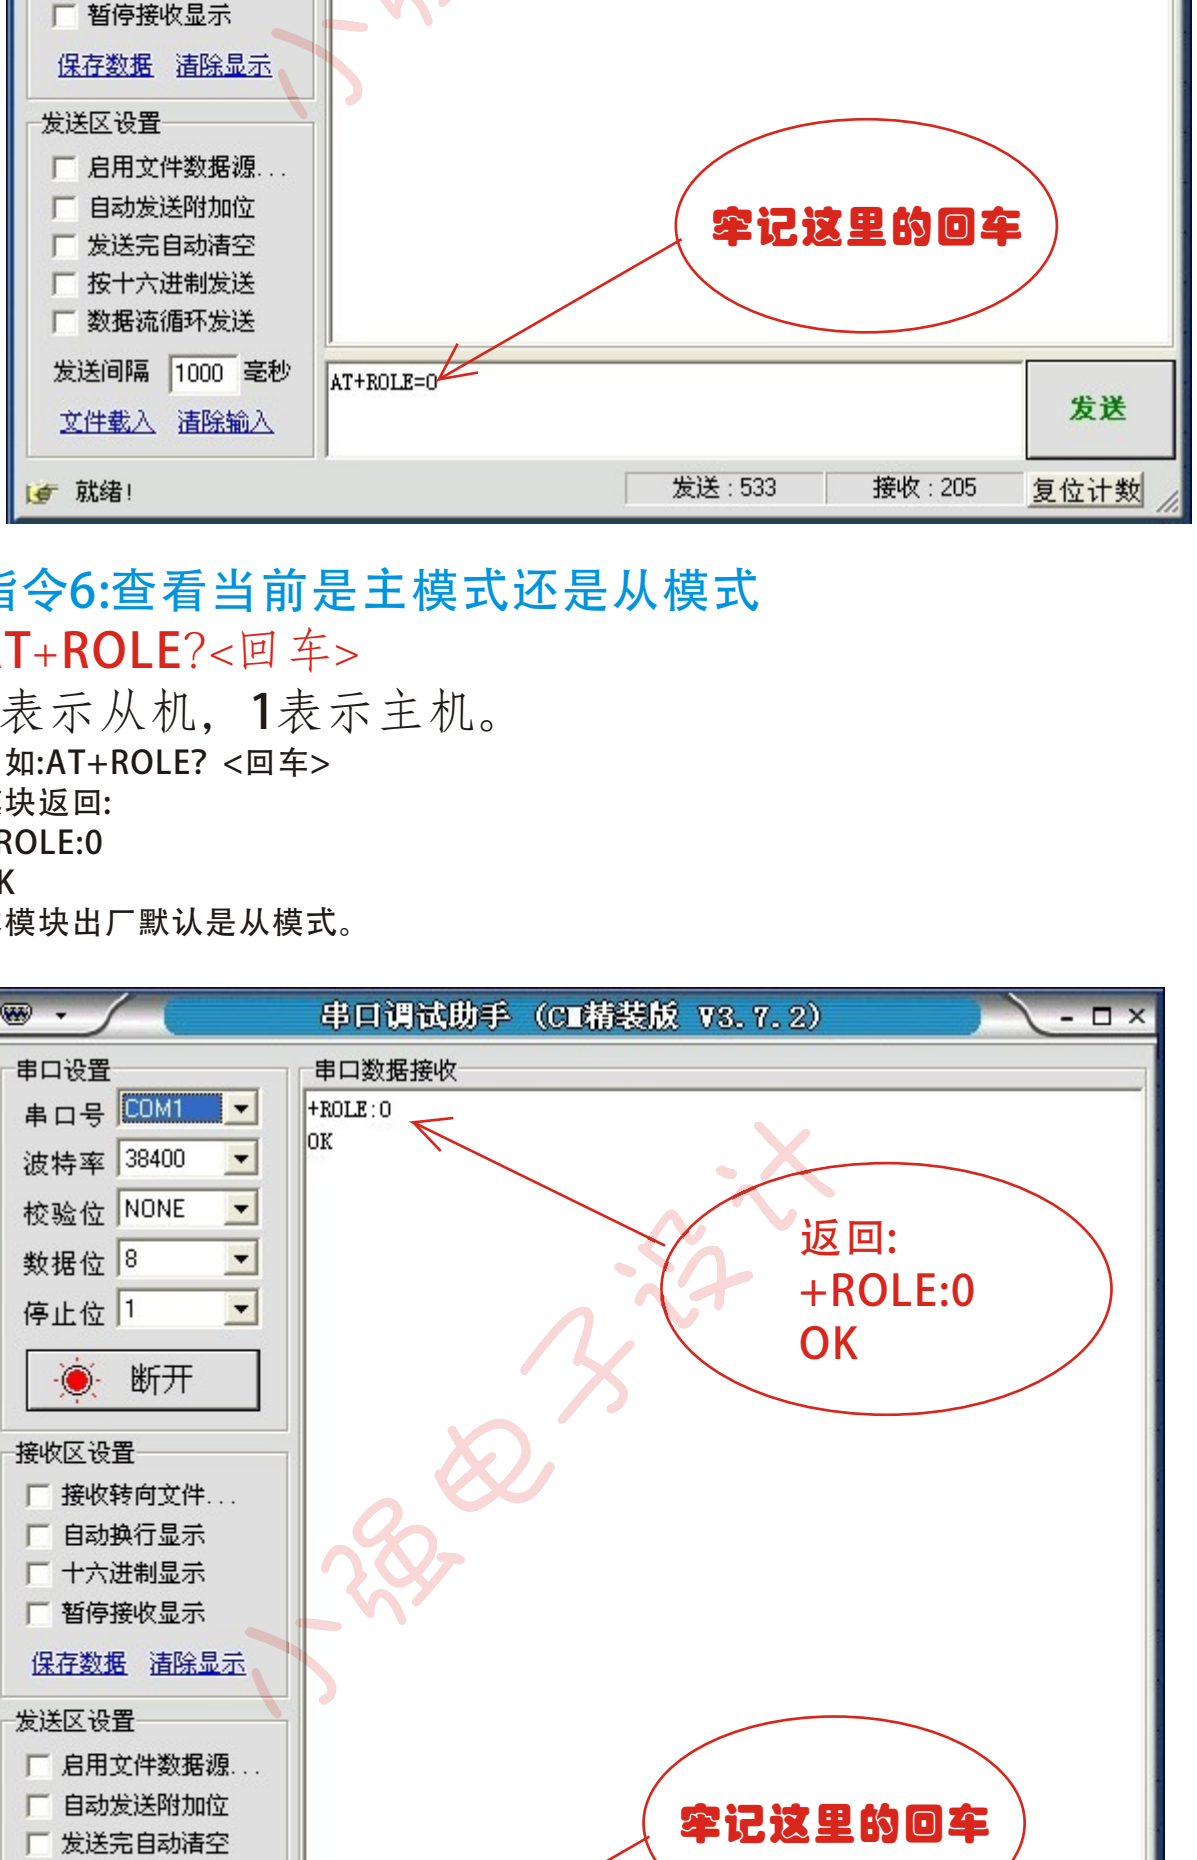 暂停接收显示
保存数据 清除显示
发送区设置
启用文件数据源...
自动发送附加位
发送完自动清空
按十六进制发送
数据流循环发送
发送间隔 1000 毫秒
文件载入 清除输入
牢记这里的回车
AT+ROLE=0
发送
就绪!
发送:533 接收:205 复位计数
指令6:查看当前是主模式还是从模式
AT+ROLE?<回车>
表示从机，1表示主机。
如:AT+ROLE? <回车>
块返回:
ROLE:0
K
模块出厂默认是从模式。
串口调试助手 (CM精装版 V3.7.2)
串口设置
串口号 COM1
波特率 38400
校验位 NONE
数据位 8
停止位 1
断开
串口数据接收
+ROLE:0
OK
返回:
+ROLE:0
OK
接收区设置
接收转向文件...
自动换行显示
十六进制显示
暂停接收显示
保存数据 清除显示
发送区设置
启用文件数据源...
自动发送附加位
发送完自动清空
牢记这里的回车
小强电子设计